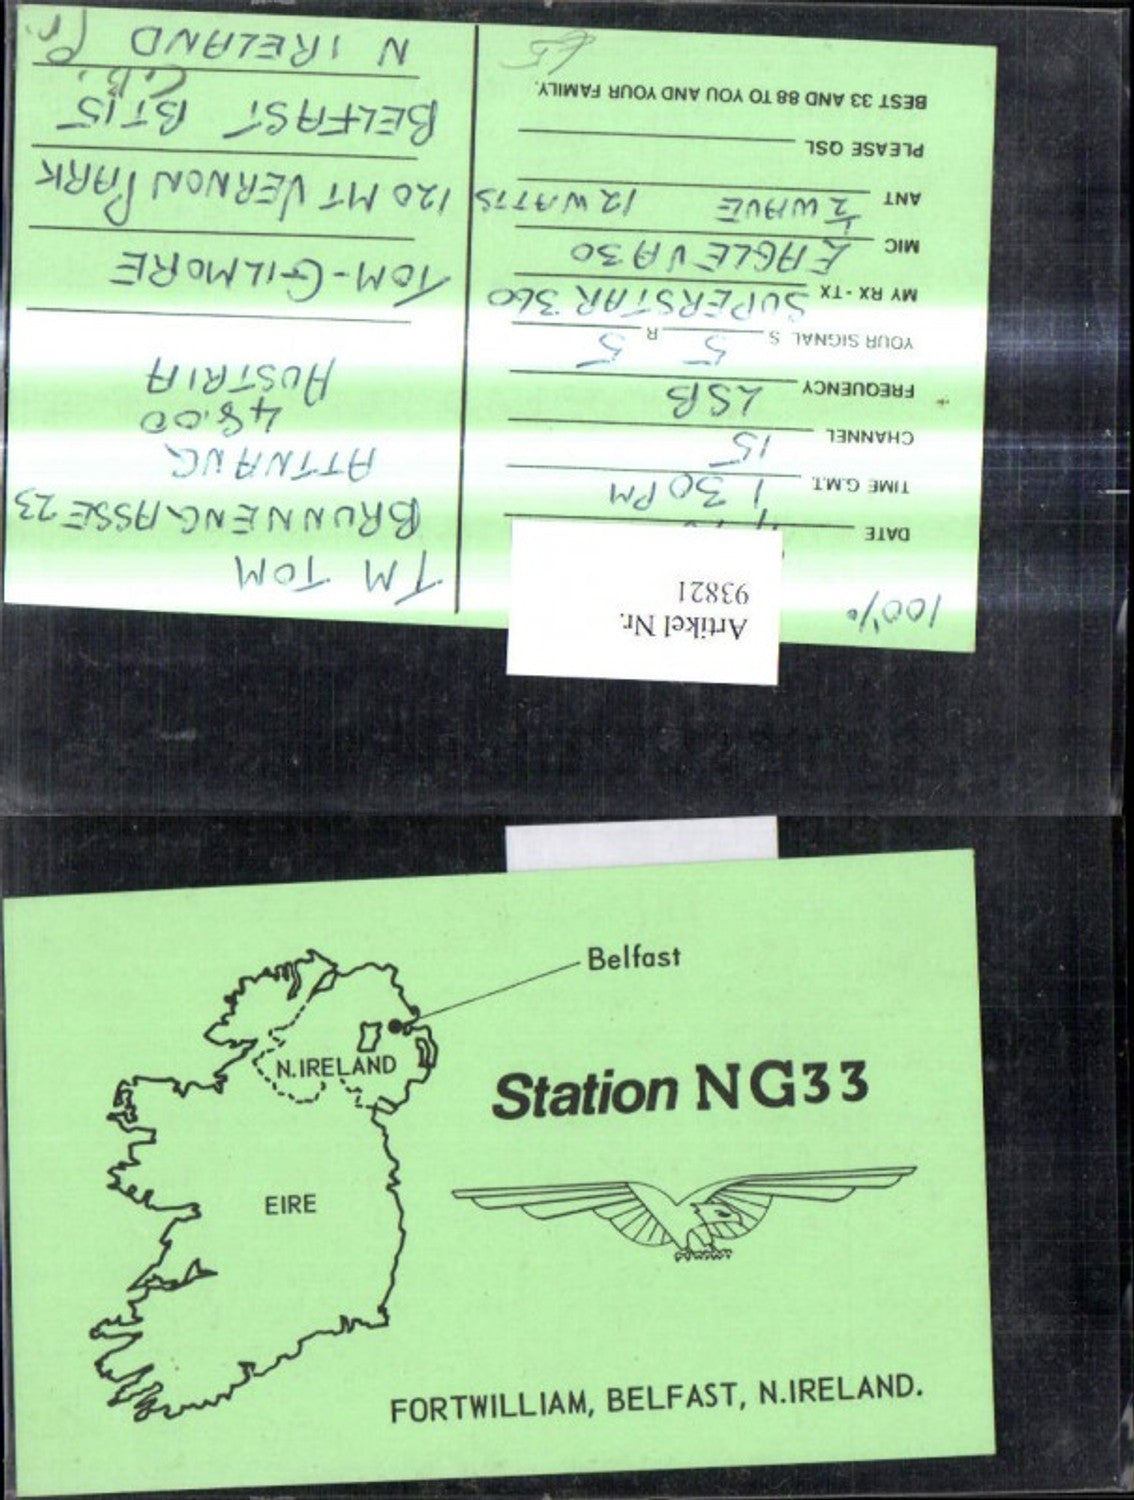 100%
DATE
TIME G.M.T. 1 30 PM
CHANNEL 15
FREQUENCY LSB
YOUR SIGNAL S 5 R 5
MY RX - TX SUPERSTAR 360
MIC EAGLE VA30
ANT ½ WAVE 12 WATTS
PLEASE QSL
BEST 33 AND 88 TO YOU AND YOUR FAMILY.
Artikel Nr.
93821
TM TOM
BRUNNENGASSE 23
ATTNANG
48.00
AUSTRIA
TOM-GILMORE
120 MT VERNON PARK
BELFAST BT15
C.B.
N IRELAND
Belfast
N.IRELAND
EIRE
Station NG33
FORTWILLIAM, BELFAST, N.IRELAND.